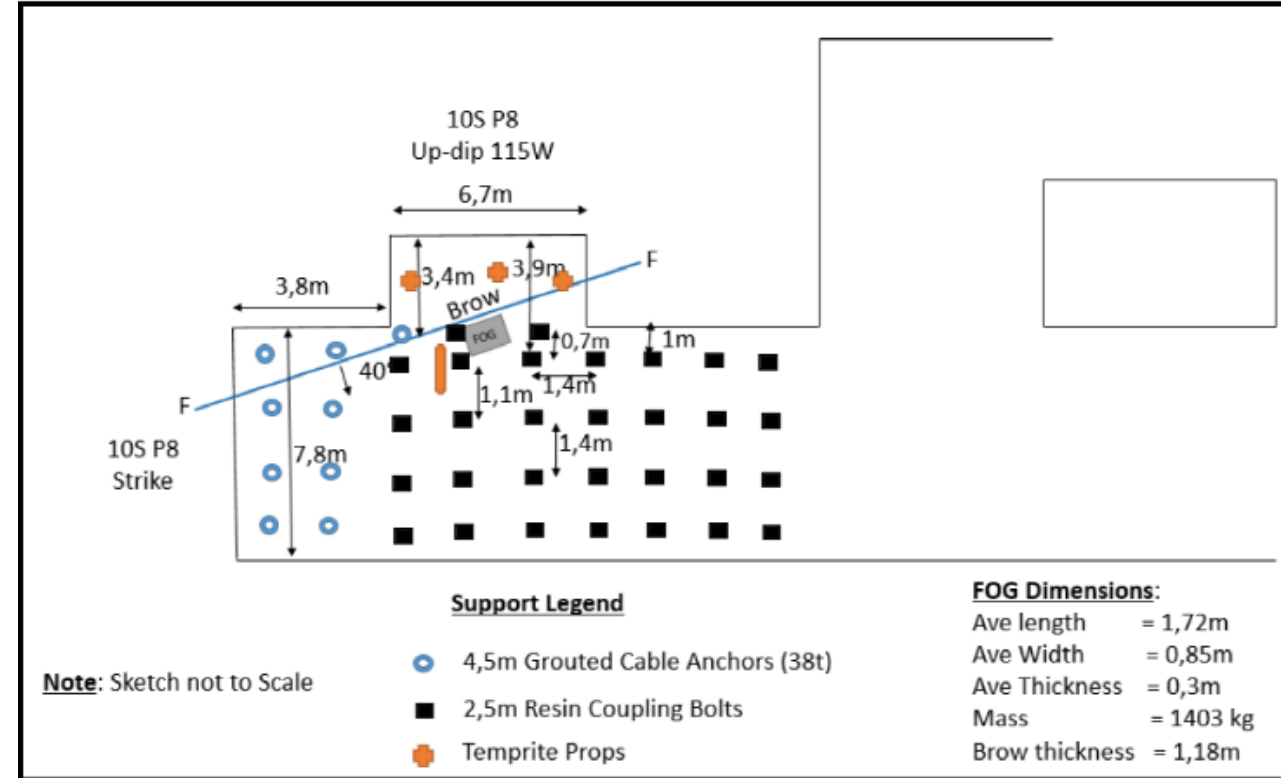 10S P8
Up-dip 115W
6,7m
3,8m
3,4m
3,9m
F
Brow
FOG
0,7m
1m
40°
1,1m
1,4m
F
7,8m
1,4m
10S P8
Strike
Support Legend
4,5m Grouted Cable Anchors (38t)
2,5m Resin Coupling Bolts
Temprite Props
Note: Sketch not to Scale
FOG Dimensions:
Ave length = 1,72m
Ave Width = 0,85m
Ave Thickness = 0,3m
Mass = 1403 kg
Brow thickness = 1,18m